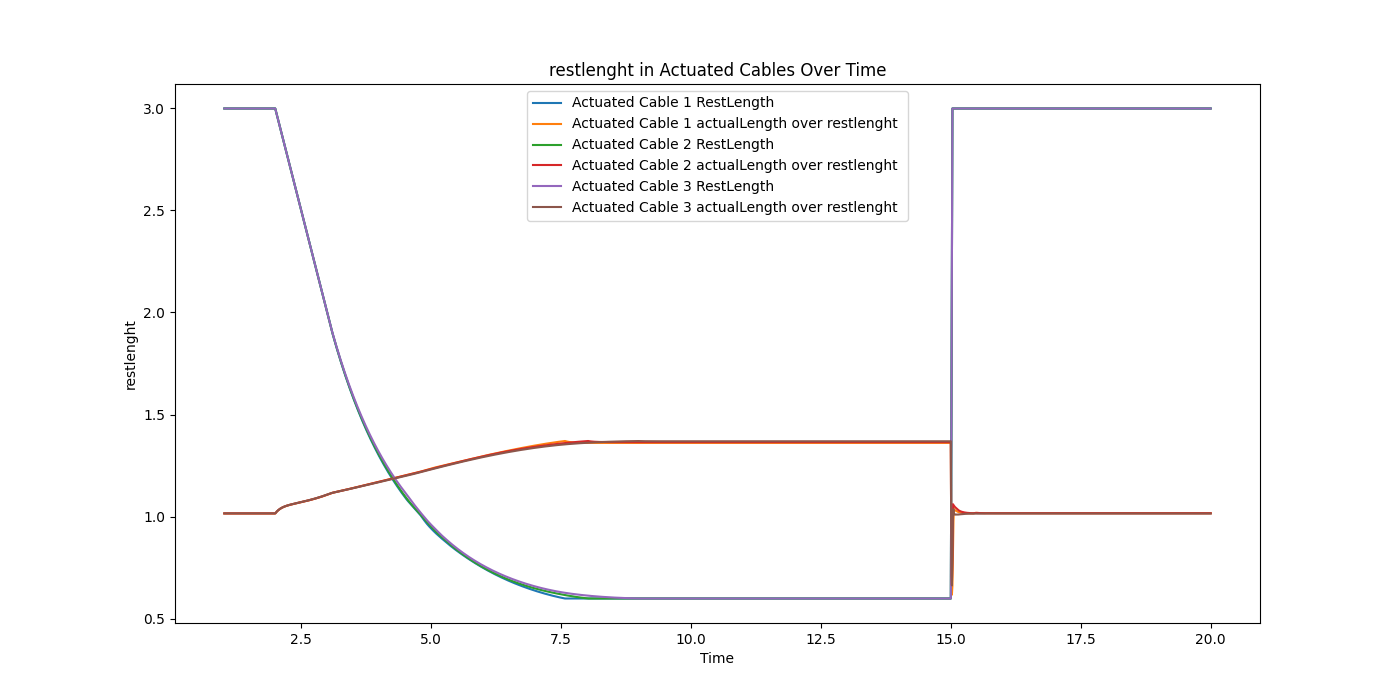 restlenght in Actuated Cables Over Time
Actuated Cable 1 RestLength
Actuated Cable 1 actualLength over restlenght
Actuated Cable 2 RestLength
Actuated Cable 2 actualLength over restlenght
Actuated Cable 3 RestLength
Actuated Cable 3 actualLength over restlenght
3.0
2.5
2.0
1.5
1.0
0.5
restlenght
2.5 5.0 7.5 10.0 12.5 15.0 17.5 20.0
Time